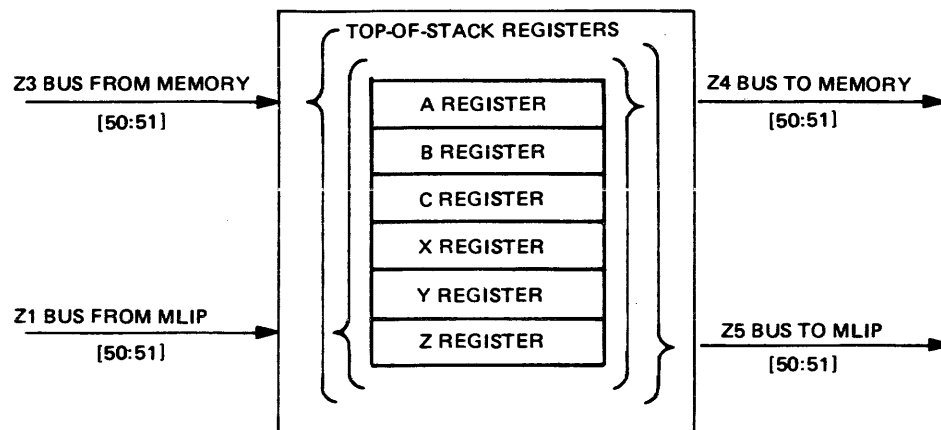 TOP-OF-STACK REGISTERS
Z3 BUS FROM MEMORY
[50:51]
Z4 BUS TO MEMORY
[50:51]
A REGISTER
B REGISTER
C REGISTER
X REGISTER
Y REGISTER
Z REGISTER
Z1 BUS FROM MLIP
[50:51]
Z5 BUS TO MLIP
[50:51]